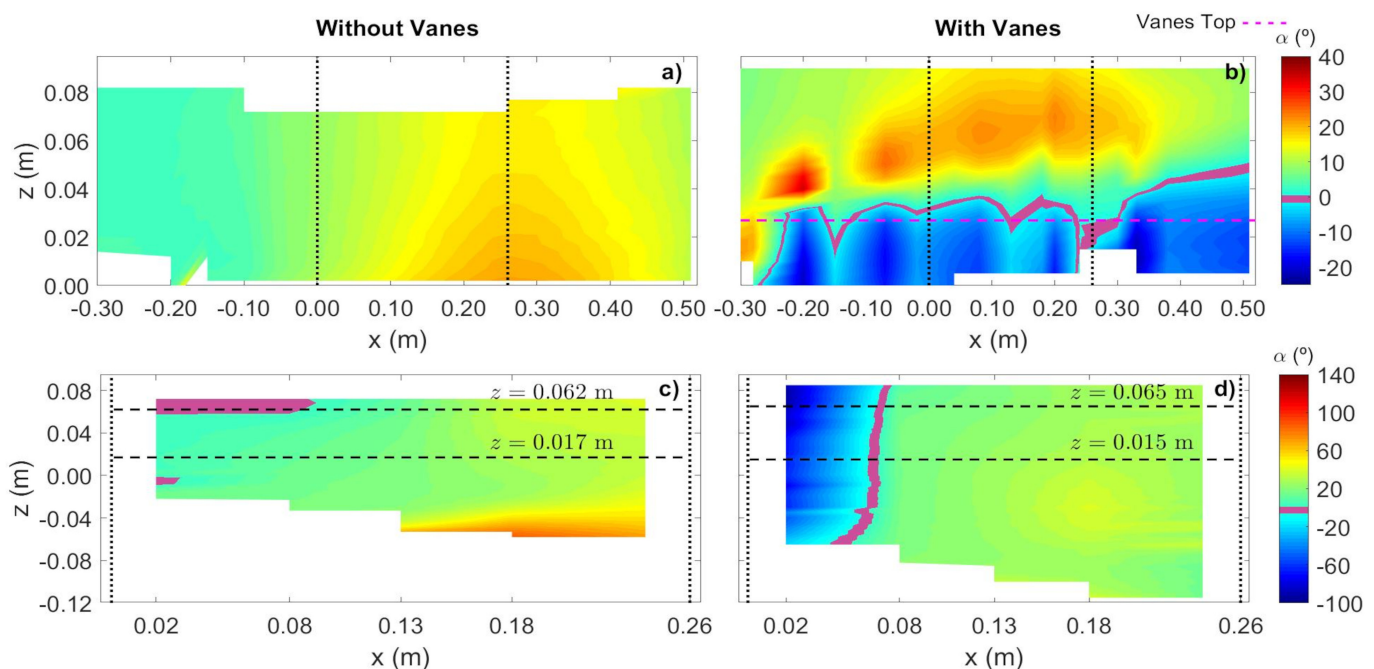 Without Vanes
With Vanes
Vanes Top
α (º)
a)
b)
z (m)
0.08
0.06
0.04
0.02
0.00
-0.30 -0.20 -0.10 0.00 0.10 0.20 0.30 0.40 0.50
x (m)
-0.30 -0.20 -0.10 0.00 0.10 0.20 0.30 0.40 0.50
x (m)
40
30
20
10
0
-10
-20
c)
z = 0.062 m
z = 0.017 m
d)
z = 0.065 m
z = 0.015 m
α (º)
z (m)
0.08
0.04
0.00
-0.04
-0.08
-0.12
0.02 0.08 0.13 0.18 0.26
x (m)
0.02 0.08 0.13 0.18 0.26
x (m)
140
100
60
20
0
-20
-60
-100